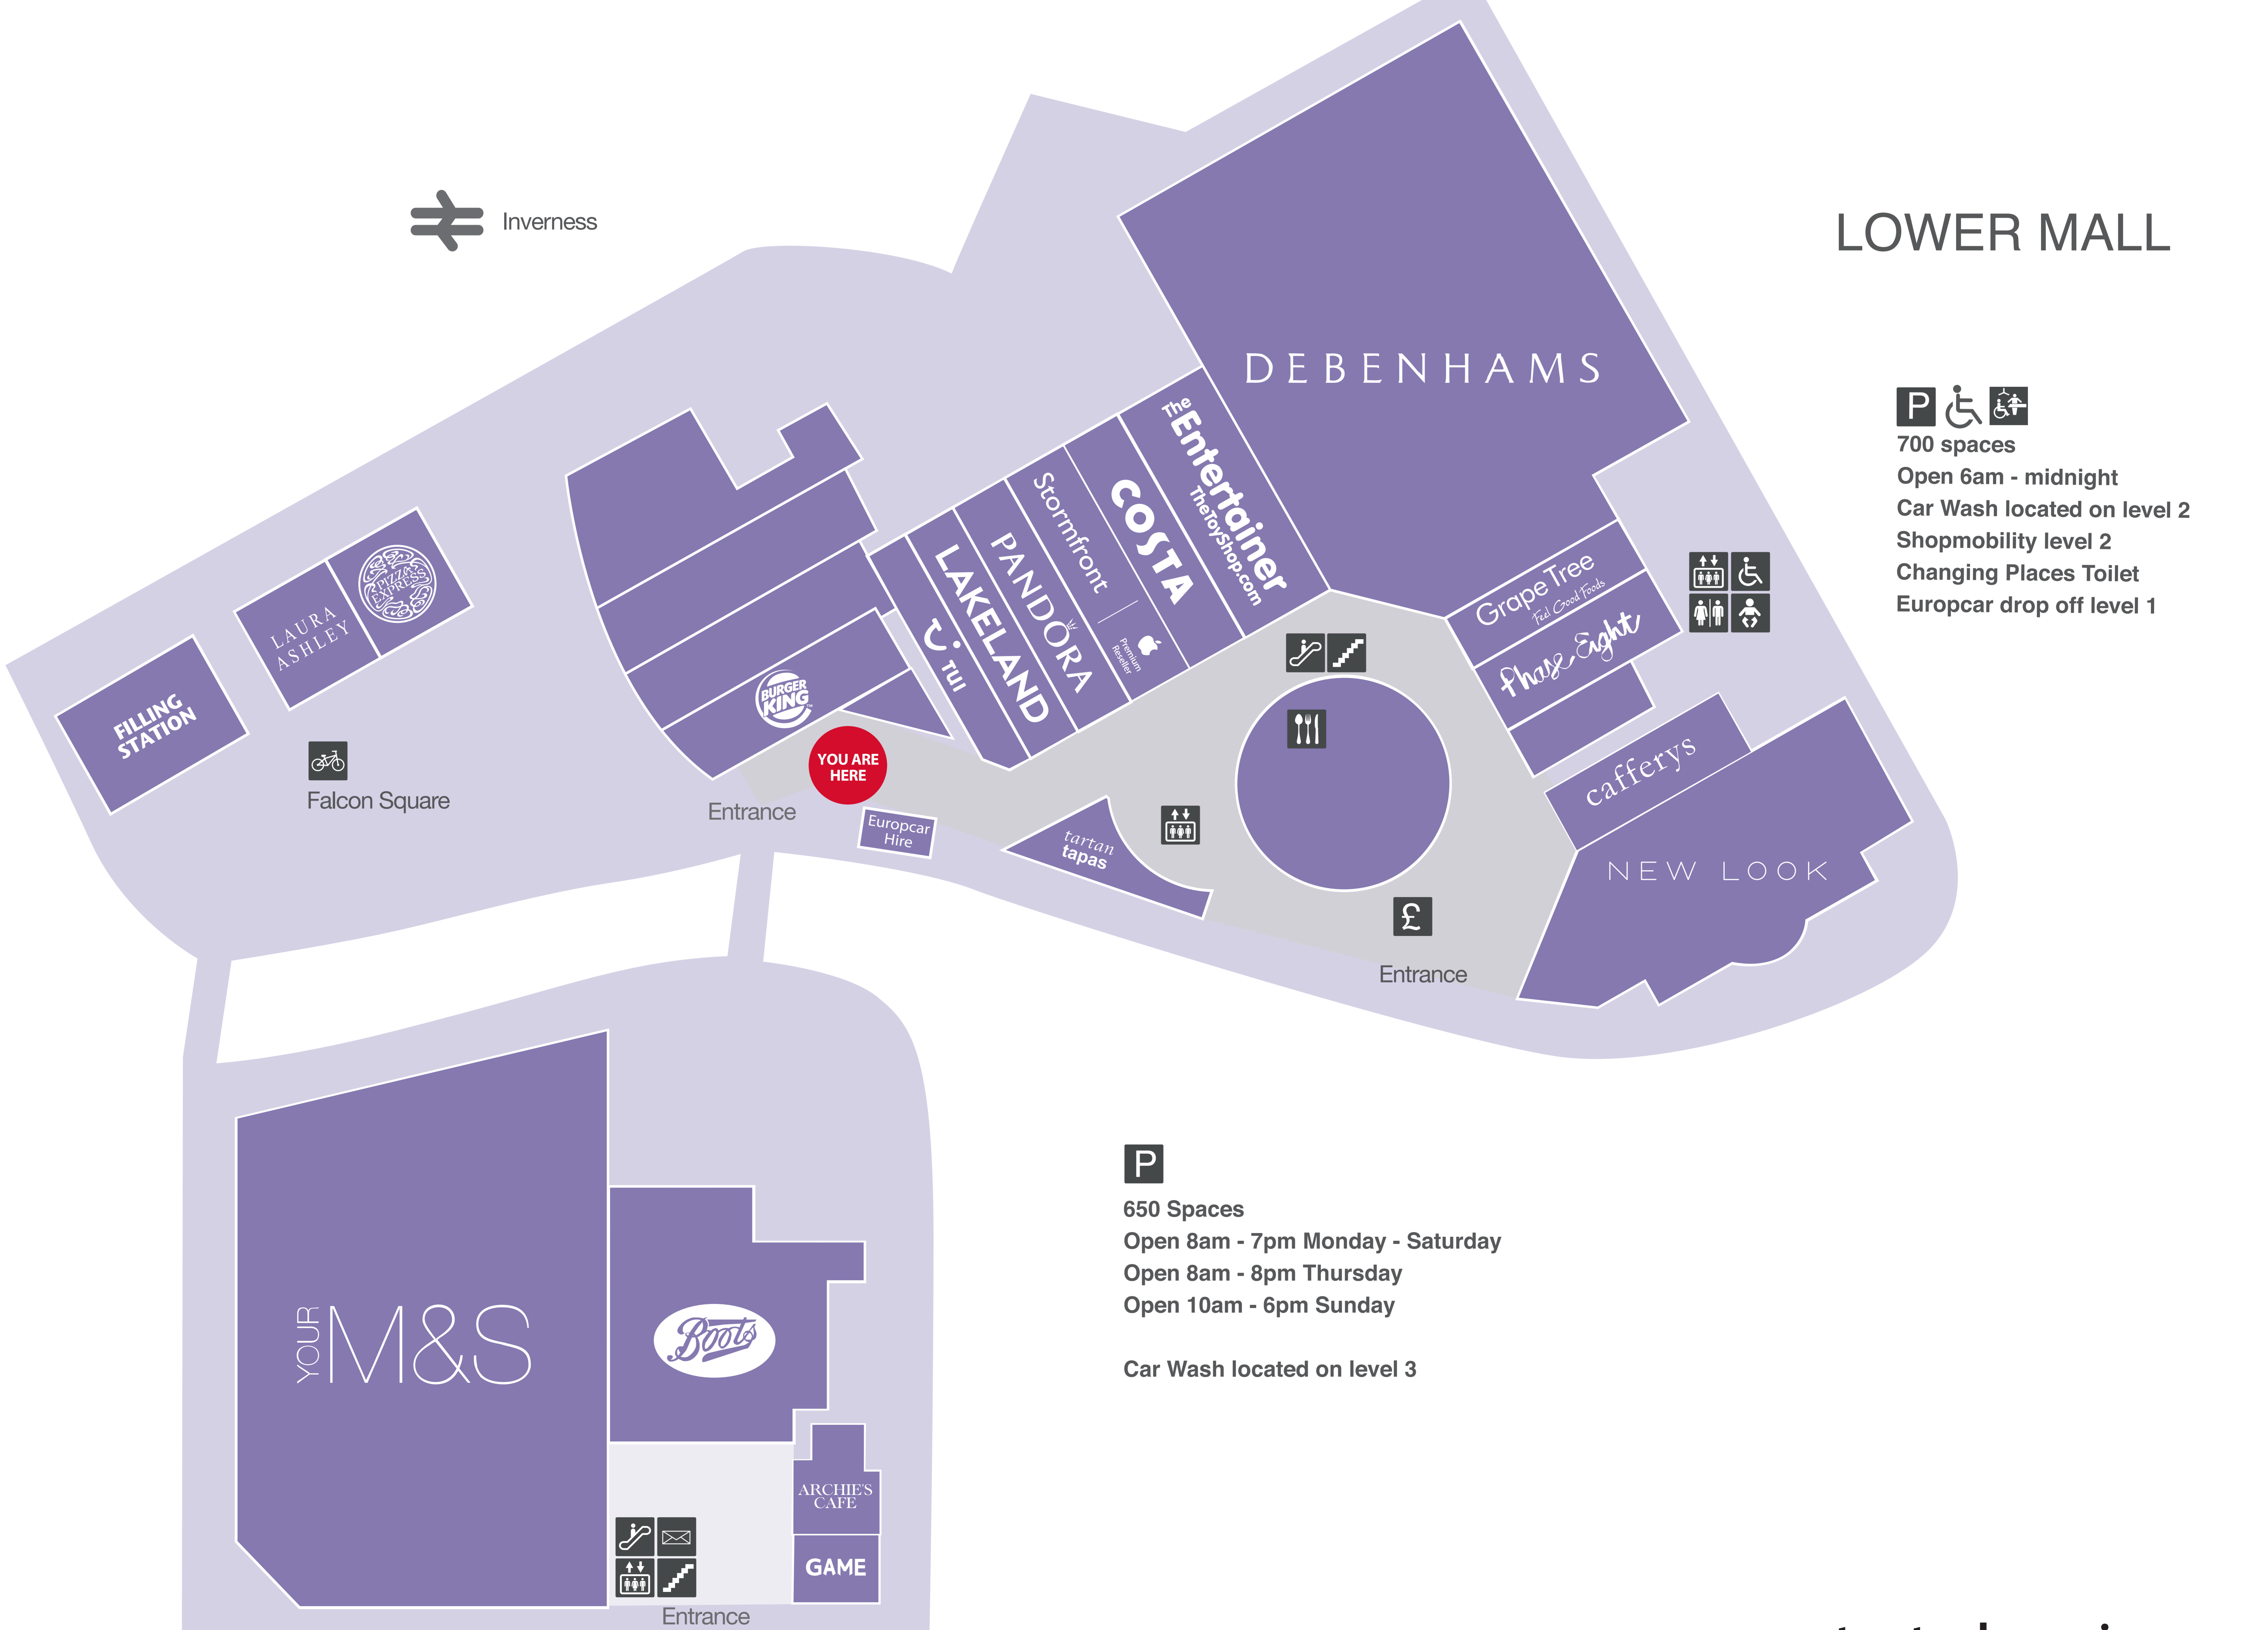 LOWER MALL
Inverness
DEBENHAMS
P
700 spaces
Open 6am - midnight
Car Wash located on level 2
Shopmobility level 2
Changing Places Toilet
Europcar drop off level 1
The
Entertainer
TheToyShop.com
COSTA
Stormfront
Premium
Reseller
PANDORA
LAKELAND
TUI
PIZZA
EXPRESS
LAURA
ASHLEY
FILLING
STATION
Falcon Square
BURGER
KING
TM
YOU ARE
HERE
Entrance
Europcar
Hire
tartan
tapas
Grape Tree
Feel Good Foods
Phase Eight
cafferys
NEW LOOK
£
Entrance
YOUR
M&S
Boots
ARCHIE'S
CAFE
GAME
Entrance
P
650 Spaces
Open 8am - 7pm Monday - Saturday
Open 8am - 8pm Thursday
Open 10am - 6pm Sunday
Car Wash located on level 3